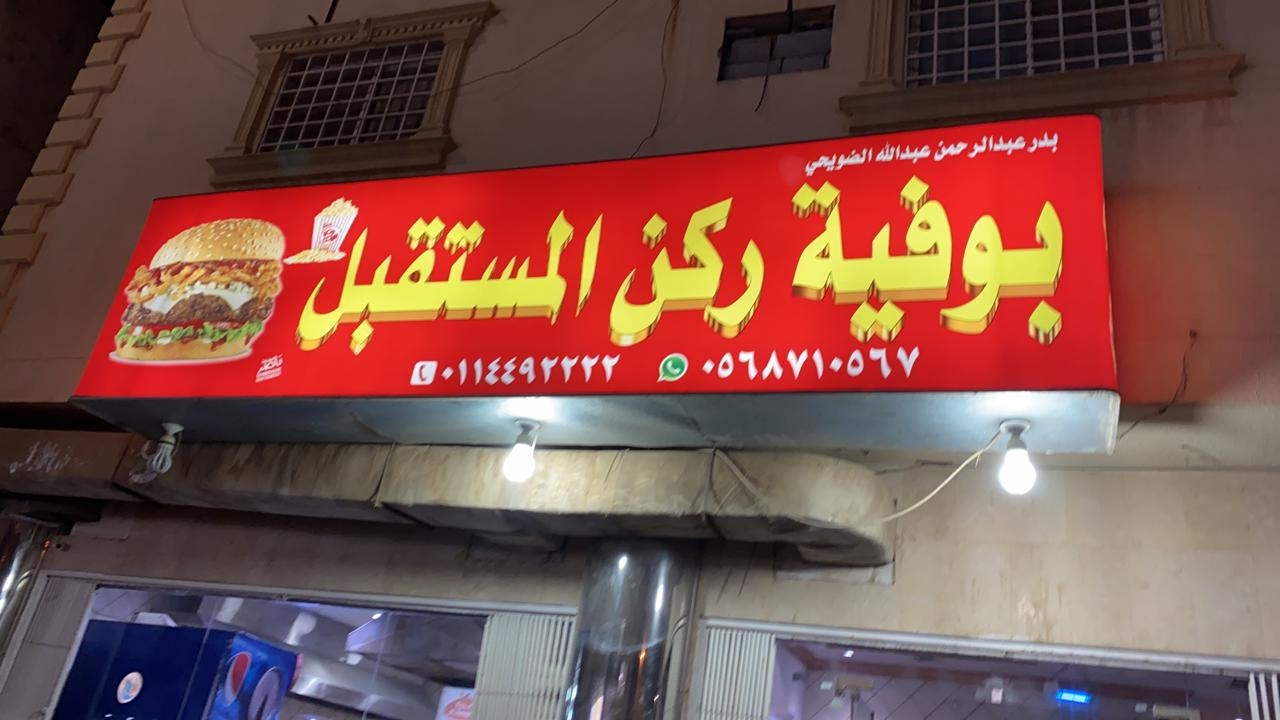 بدر عبدالرحمن عبدالله الضويحي
بوفية ركن المستقبل
٠٥٦٨٧١٠٥٦٧
٠١١٤٤٩٢٢٢٢